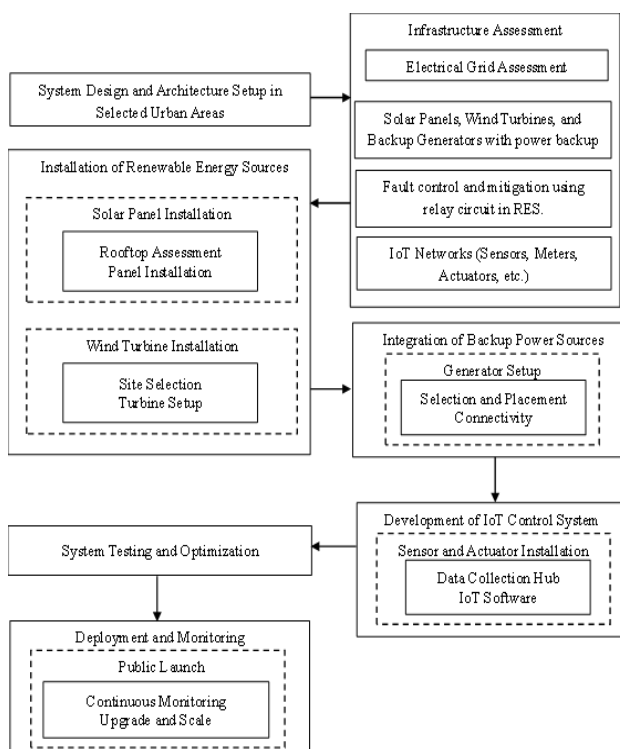 System Design and Architecture Setup in
Selected Urban Areas
Infrastructure Assessment
Electrical Grid Assessment
Solar Panels, Wind Turbines, and
Backup Generators with power backup
Fault control and mitigation using
relay circuit in RES.
IoT Networks (Sensors, Meters,
Actuators, etc.)
Installation of Renewable Energy Sources
Solar Panel Installation
Rooftop Assessment
Panel Installation
Wind Turbine Installation
Site Selection
Turbine Setup
Integration of Backup Power Sources
Generator Setup
Selection and Placement
Connectivity
Development of IoT Control System
Sensor and Actuator Installation
Data Collection Hub
IoT Software
System Testing and Optimization
Deployment and Monitoring
Public Launch
Continuous Monitoring
Upgrade and Scale